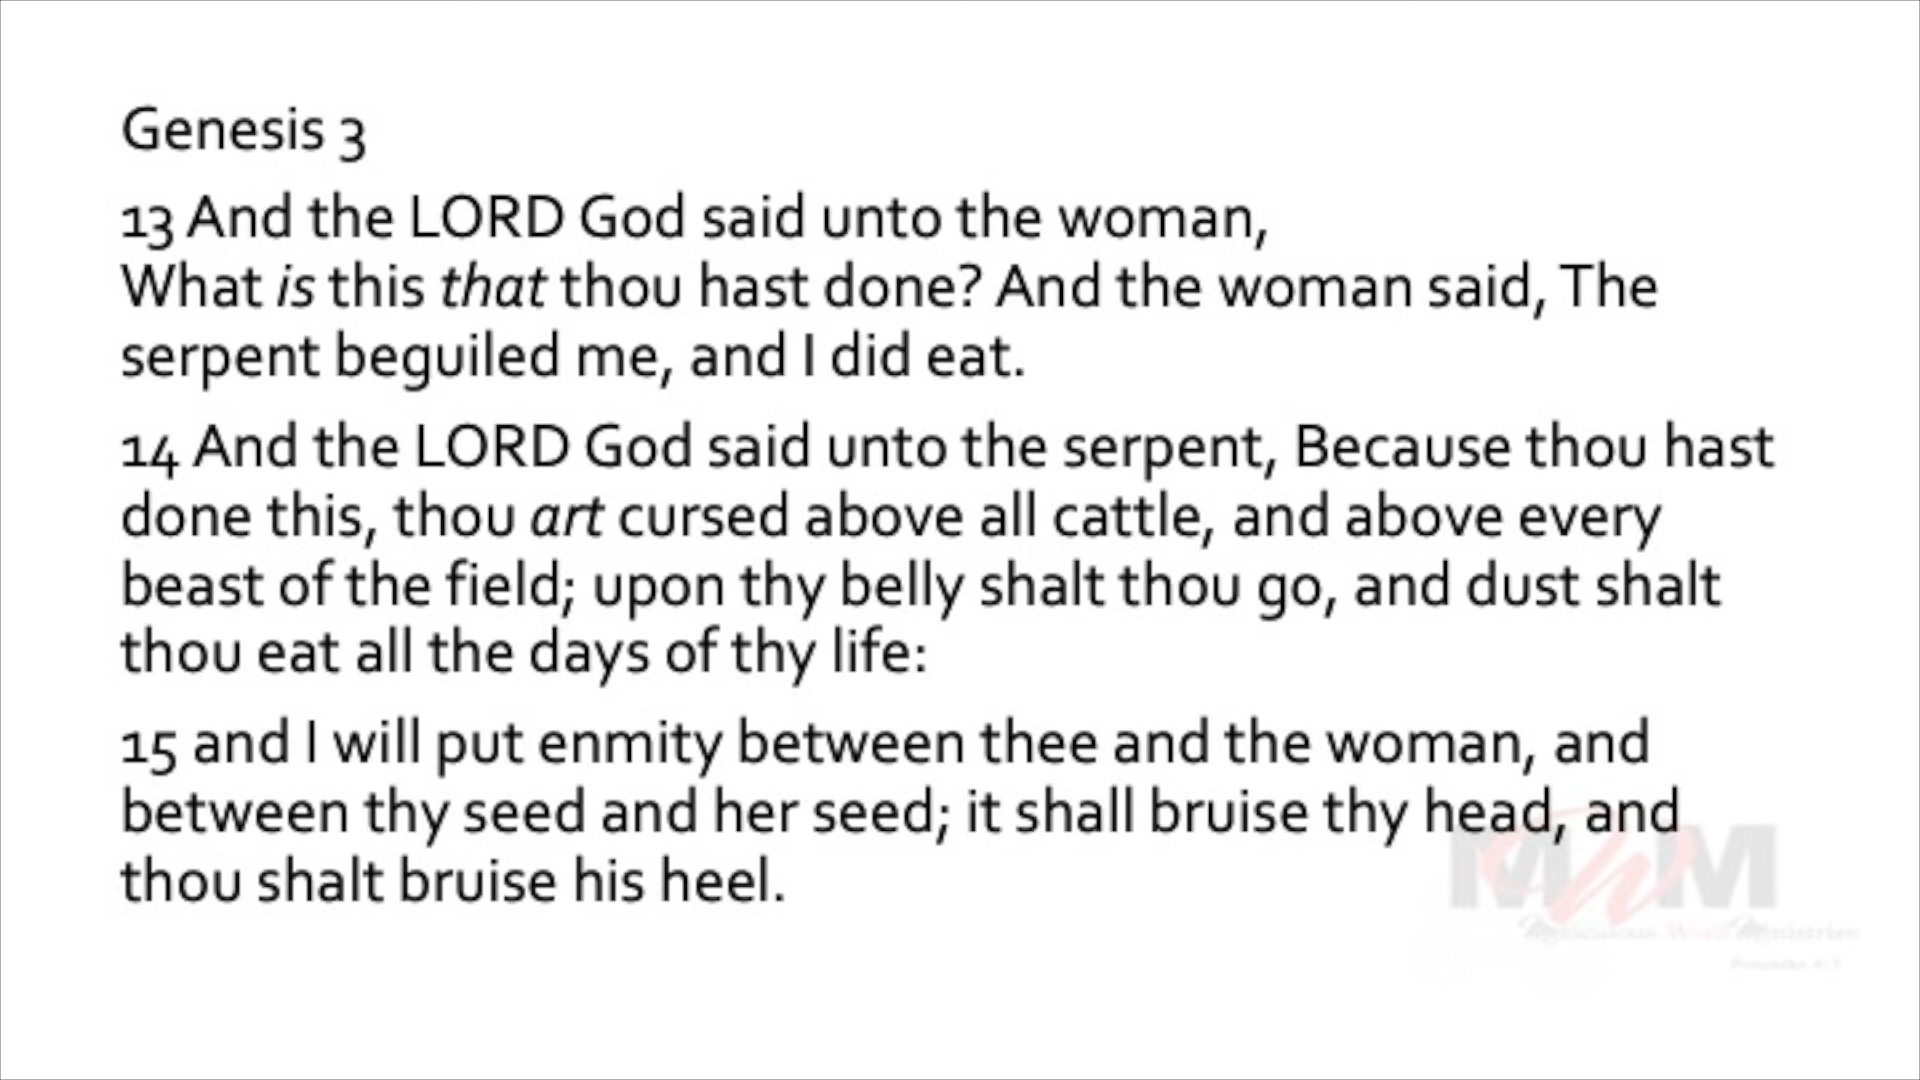 Genesis 3
13 And the LORD God said unto the woman,
What is this that thou hast done? And the woman said, The
serpent beguiled me, and I did eat.
14 And the LORD God said unto the serpent, Because thou hast
done this, thou art cursed above all cattle, and above every
beast of the field; upon thy belly shalt thou go, and dust shalt
thou eat all the days of thy life:
15 and I will put enmity between thee and the woman, and
between thy seed and her seed; it shall bruise thy head, and
thou shalt bruise his heel.
MWM
Meticulous Word Ministries